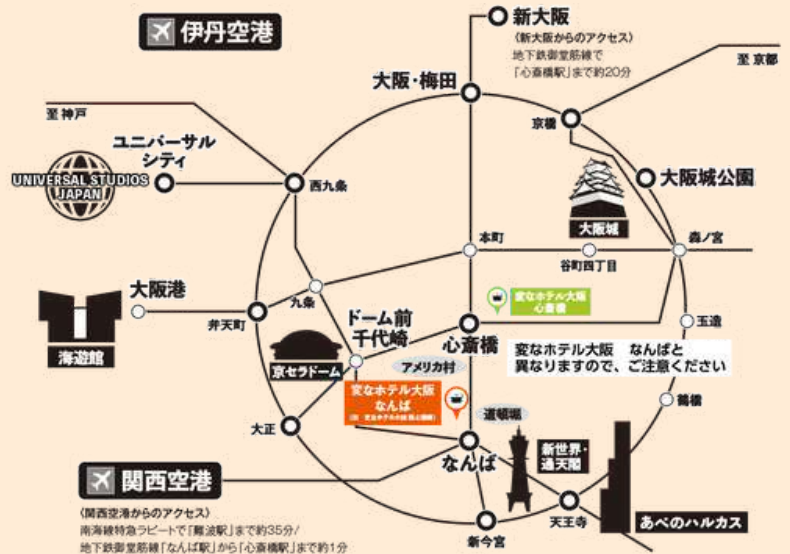 伊丹空港
新大阪
〈新大阪からのアクセス〉
地下鉄御堂筋線で
「心斎橋駅」まで約20分
至 京都
大阪・梅田
至 神戸
京橋
ユニバーサル
シティ
UNIVERSAL STUDIOS
JAPAN
西九条
大阪城公園
大阪城
本町
谷町四丁目
森ノ宮
大阪港
九条
弁天町
海遊館
変なホテル大阪
心斎橋
ドーム前
千代崎
心斎橋
玉造
変なホテル大阪 なんばと
異なりますので、ご注意ください
京セラドーム
アメリカ村
変なホテル大阪
なんば
道頓堀
鶴橋
大正
なんば
新世界・
通天閣
関西空港
〈関西空港からのアクセス〉
南海線特急ラピートで「難波駅」まで約35分/
地下鉄御堂筋線「なんば駅」から「心斎橋駅」まで約1分
新今宮
天王寺
あべのハルカス